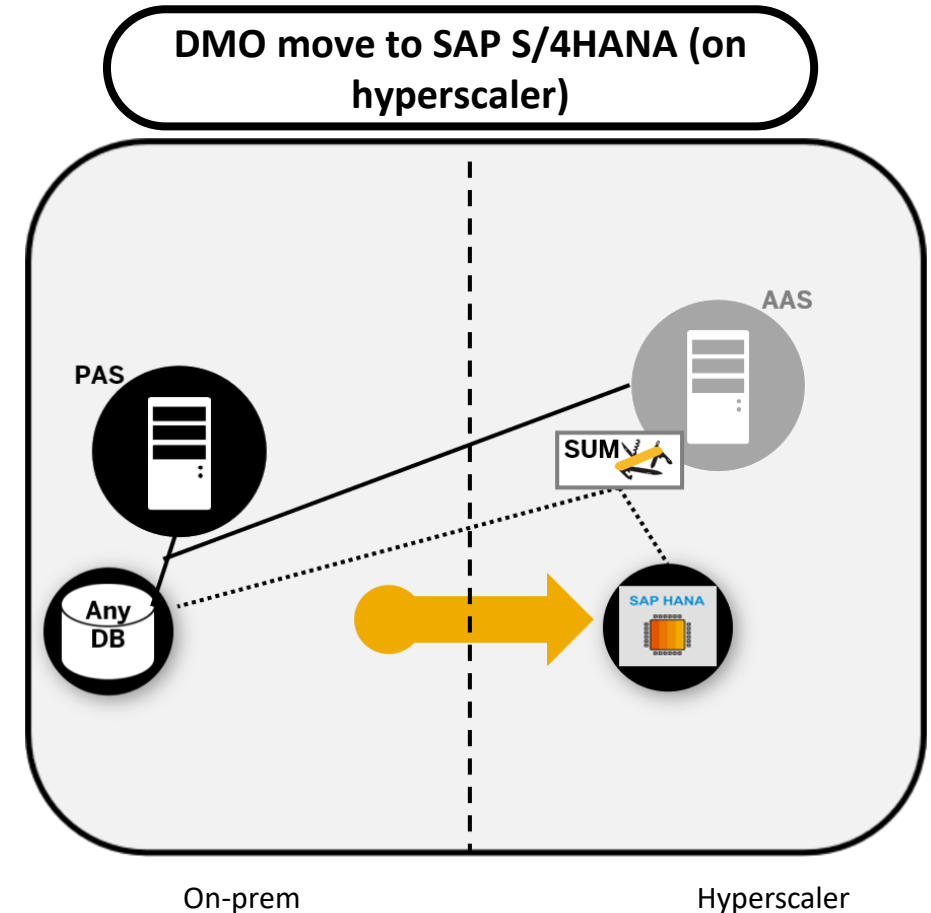 DMO move to SAP S/4HANA (on
hyperscaler)
AAS
PAS
SUM
Any
DB
SAP HANA
On-prem
Hyperscaler